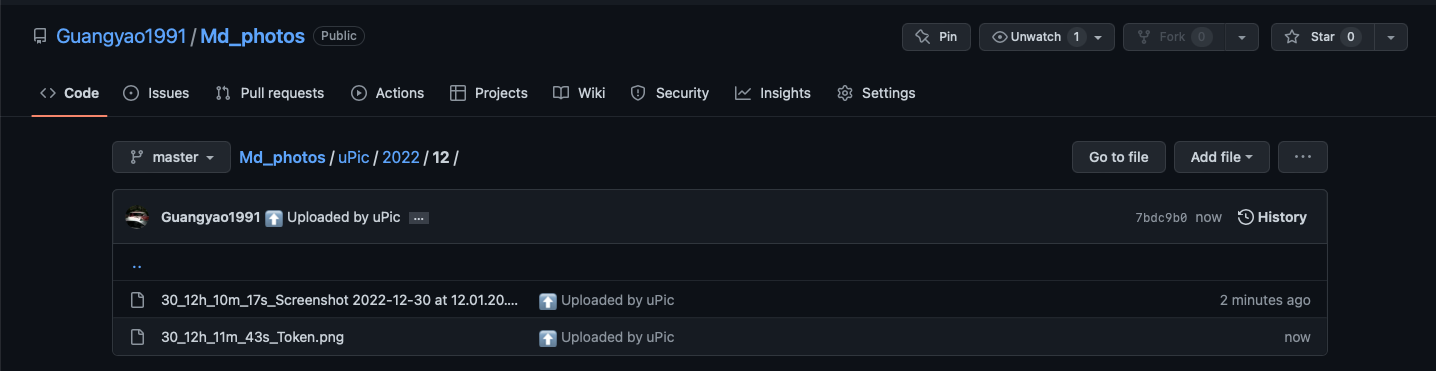 Guangyao1991 / Md_photos Public Pin Unwatch 1 Fork 0 Star 0
Code Issues Pull requests Actions Projects Wiki Security Insights Settings
master Md_photos / uPic / 2022 / 12 / Go to file Add file ...
Guangyao1991 ⬆️ Uploaded by uPic ... 7bdc9b0 now History
..
30_12h_10m_17s_Screenshot 2022-12-30 at 12.01.20.... ⬆️ Uploaded by uPic 2 minutes ago
30_12h_11m_43s_Token.png ⬆️ Uploaded by uPic now